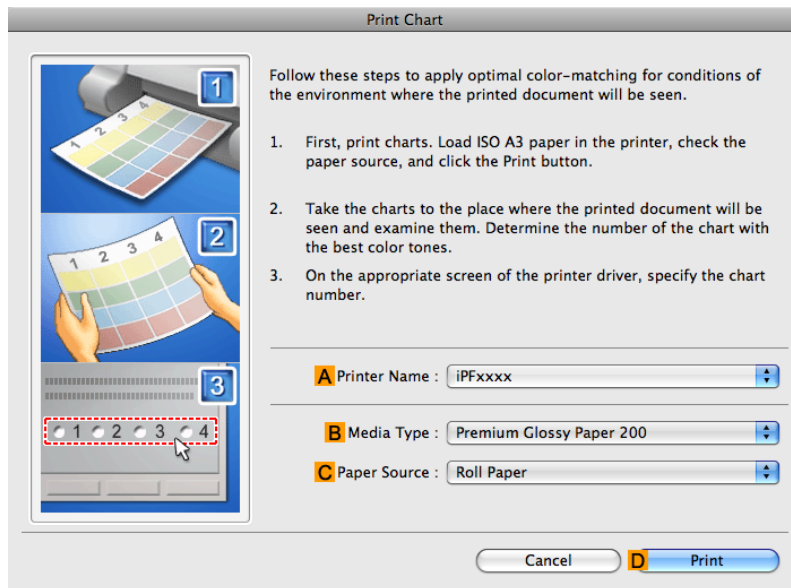 Print Chart
1
1 2 3 4
Follow these steps to apply optimal color-matching for conditions of
the environment where the printed document will be seen.
1. First, print charts. Load ISO A3 paper in the printer, check the
paper source, and click the Print button.
2
1 2 3 4
2. Take the charts to the place where the printed document will be
seen and examine them. Determine the number of the chart with
the best color tones.
3. On the appropriate screen of the printer driver, specify the chart
number.
3
1 2 3 4
A Printer Name : iPFxxxx
B Media Type : Premium Glossy Paper 200
C Paper Source : Roll Paper
Cancel D Print